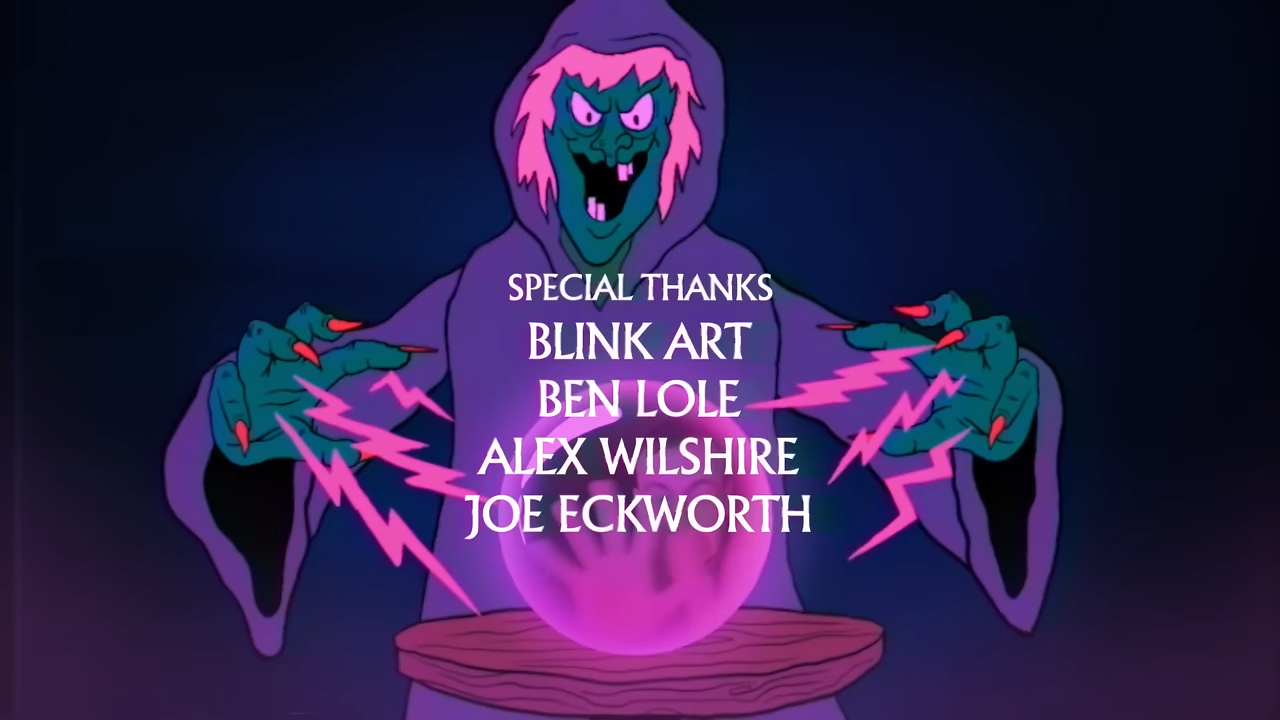 SPECIAL THANKS
BLINK ART
BEN LOLE
ALEX WILSHIRE
JOE ECKWORTH